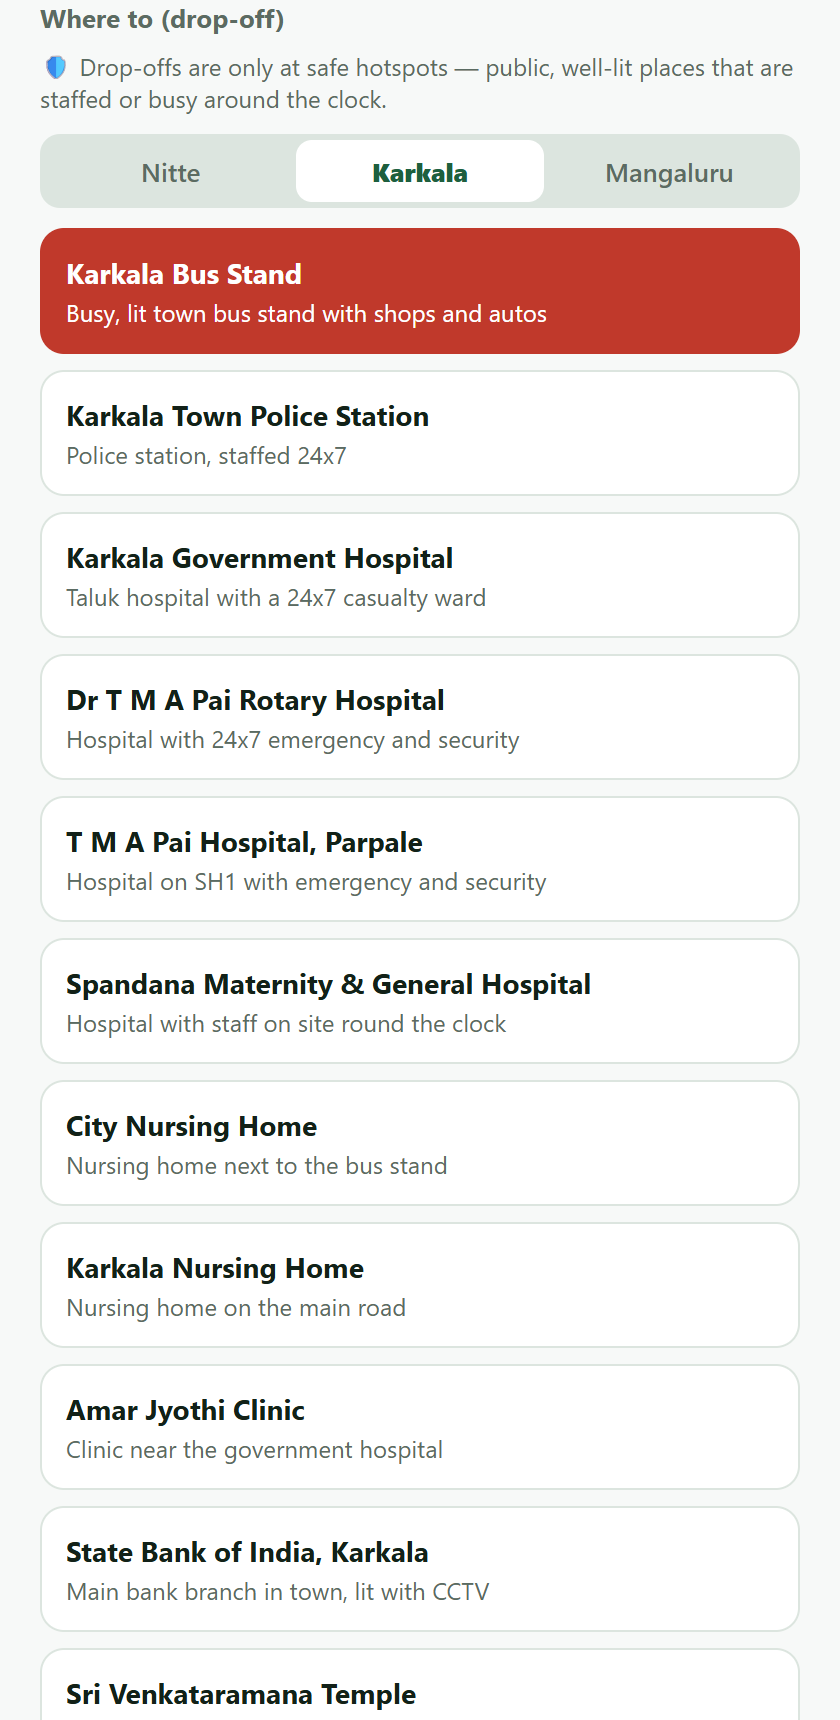 Where to (drop-off)
Drop-offs are only at safe hotspots — public, well-lit places that are
staffed or busy around the clock.
Nitte
Karkala
Mangaluru
Karkala Bus Stand
Busy, lit town bus stand with shops and autos
Karkala Town Police Station
Police station, staffed 24x7
Karkala Government Hospital
Taluk hospital with a 24x7 casualty ward
Dr T M A Pai Rotary Hospital
Hospital with 24x7 emergency and security
T M A Pai Hospital, Parpale
Hospital on SH1 with emergency and security
Spandana Maternity & General Hospital
Hospital with staff on site round the clock
City Nursing Home
Nursing home next to the bus stand
Karkala Nursing Home
Nursing home on the main road
Amar Jyothi Clinic
Clinic near the government hospital
State Bank of India, Karkala
Main bank branch in town, lit with CCTV
Sri Venkataramana Temple